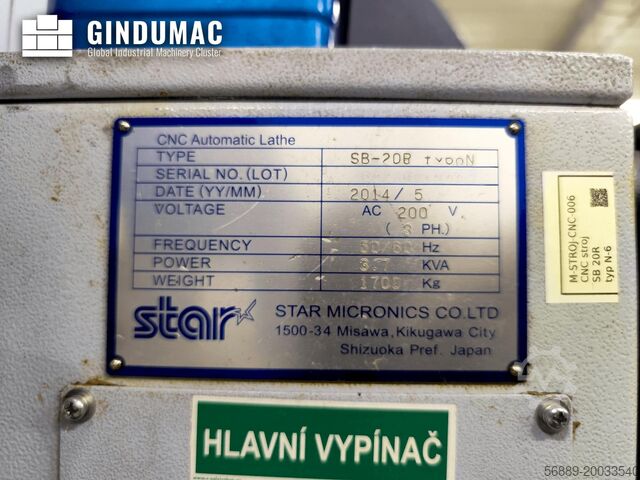 GINDUMAC
Global Industrial Machinery Cluster
CNC Automatic Lathe
TYPE SB-20R typeN
SERIAL NO.(LOT)
DATE (YY/MM) 2014/ 5
VOLTAGE AC 200 V
( 3 PH.)
FREQUENCY 50/60 Hz
POWER KVA
WEIGHT Kg
star
STAR MICRONICS CO.LTD
1500-34 Misawa,Kikugawa City
Shizuoka Pref. Japan
M-STROJ-CNC-006
CNC stroj
SB 20R
typ N-6
HLAVNÍ VYPÍNAČ
56889-20033540